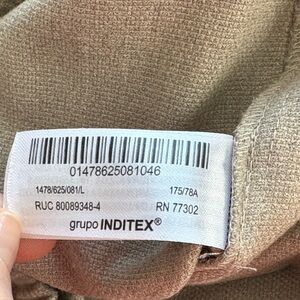 01478625081046
1478/625/081/L 175/78A
RUC 80089348-4 RN 77302
grupo INDITEX®